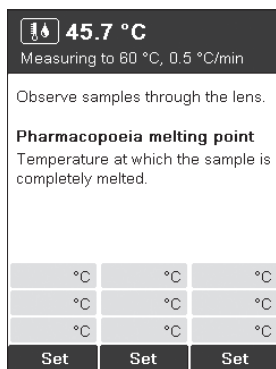 45.7 °C
Measuring to 60 °C, 0.5 °C/min
Observe samples through the lens.
Pharmacopoeia melting point
Temperature at which the sample is
completely melted.
°C °C °C
°C °C °C
°C °C °C
Set Set Set